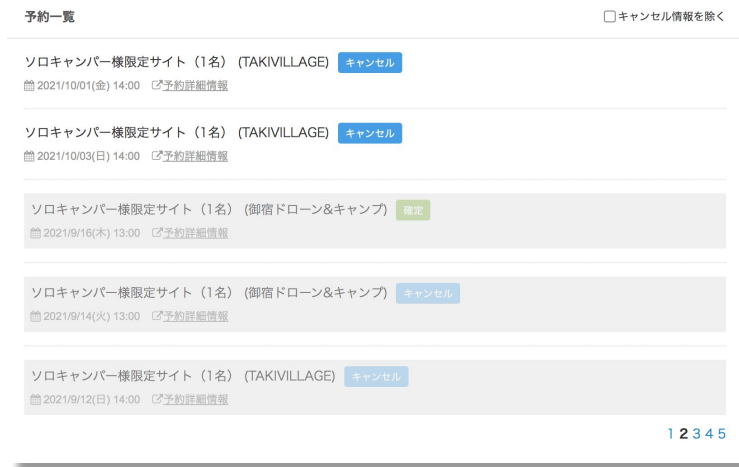 予約一覧
キャンセル情報を除く
ソロキャンパー様限定サイト（1名） (TAKIVILLAGE) キャンセル
2021/10/01(金) 14:00 予約詳細情報
ソロキャンパー様限定サイト（1名） (TAKIVILLAGE) キャンセル
2021/10/03(日) 14:00 予約詳細情報
ソロキャンパー様限定サイト（1名） (御宿ドローン&キャンプ) 確定
2021/9/16(木) 13:00 予約詳細情報
ソロキャンパー様限定サイト（1名） (御宿ドローン&キャンプ) キャンセル
2021/9/14(火) 13:00 予約詳細情報
ソロキャンパー様限定サイト（1名） (TAKIVILLAGE) キャンセル
2021/9/12(日) 14:00 予約詳細情報
1 2 3 4 5